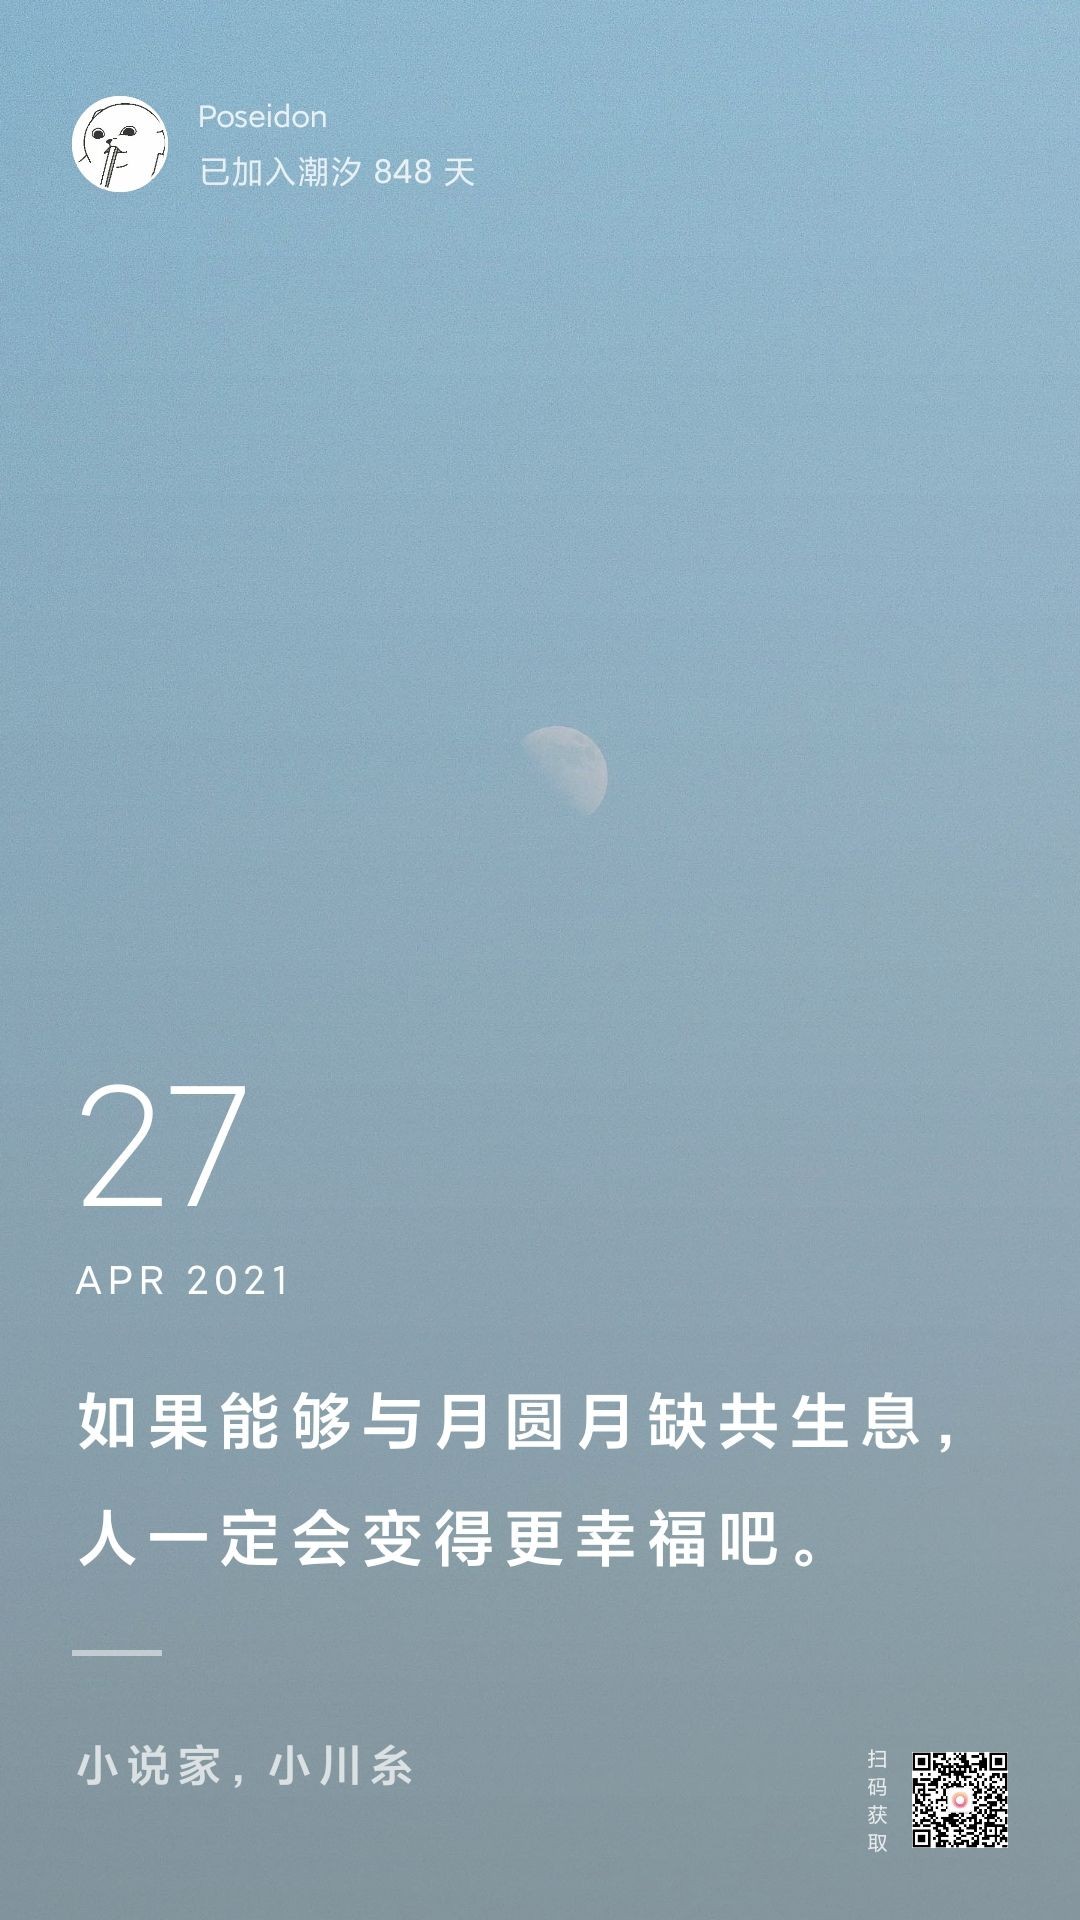 Poseidon
已加入潮汐 848 天
27
APR 2021
如果能够与月圆月缺共生息，
人一定会变得更幸福吧。
小说家，小川糸
扫码获取